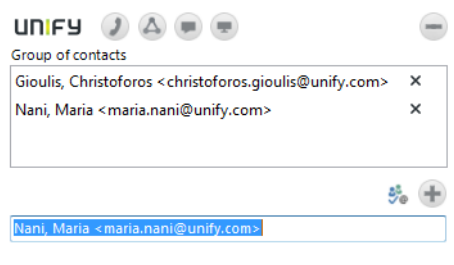 UNIFY
Group of contacts
Gioulis, Christoforos <christoforos.gioulis@unify.com>
Nani, Maria <maria.nani@unify.com>
Nani, Maria <maria.nani@unify.com>